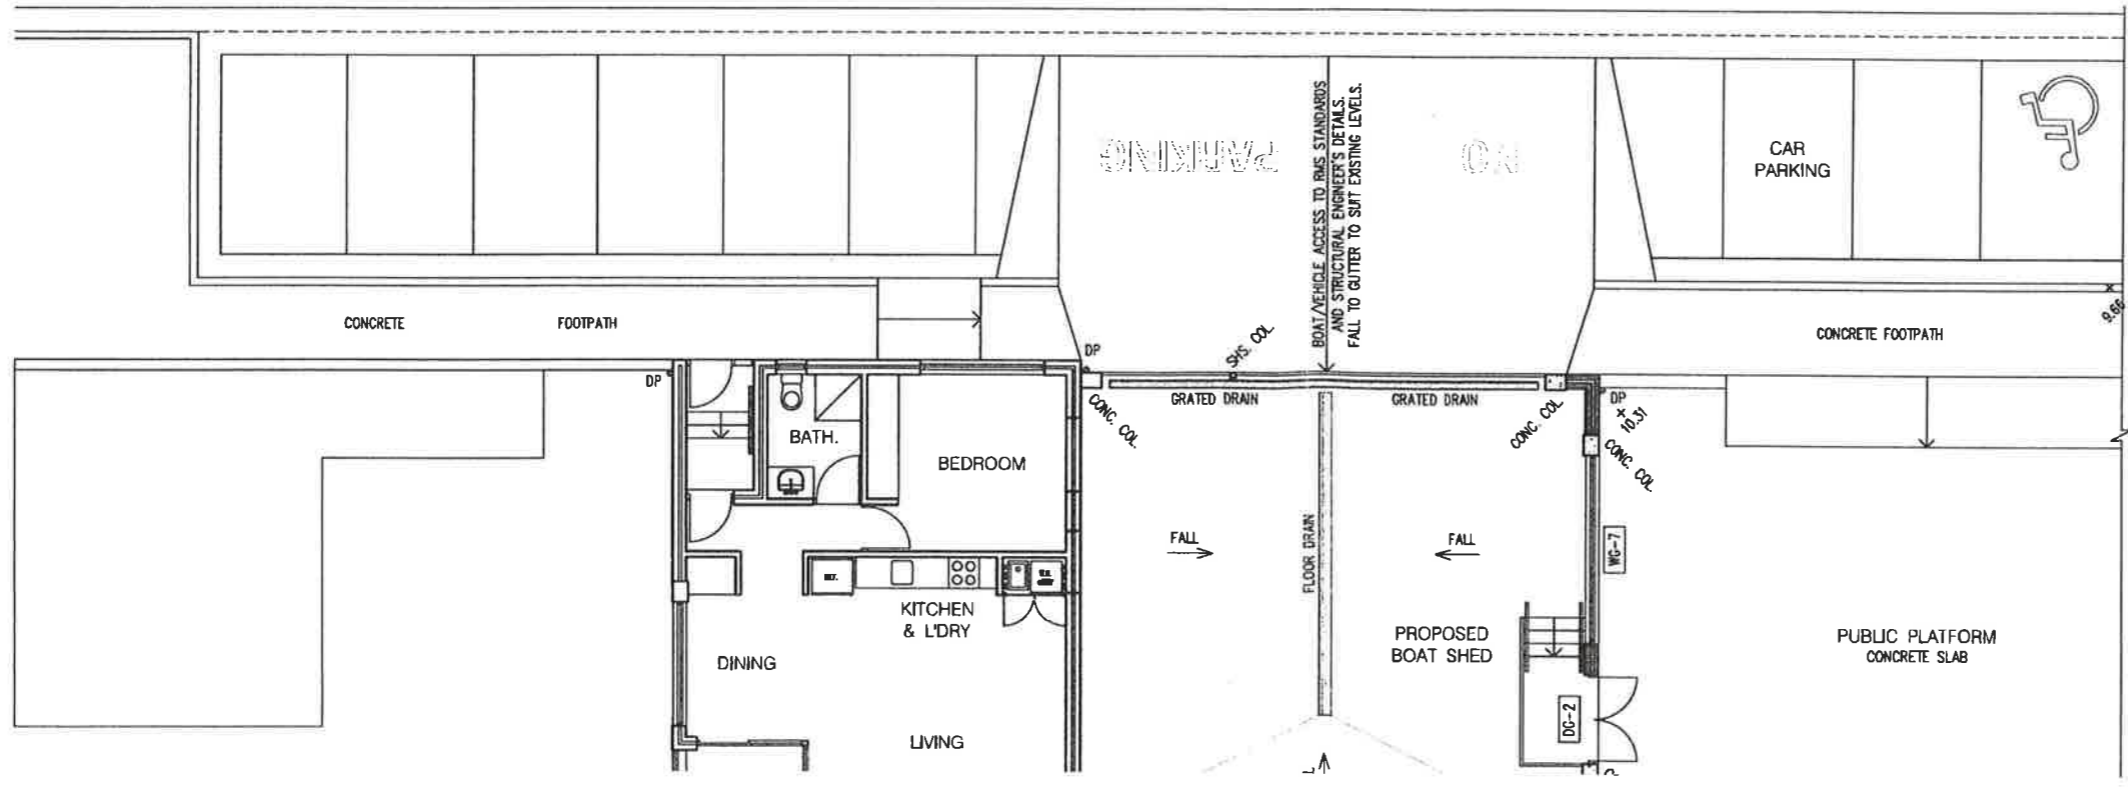 PARKING
NO
BOAT/VEHICLE ACCESS TO RMS STANDARDS
AND STRUCTURAL ENGINEER'S DETAILS.
FALL TO GUTTER TO SUIT EXISTING LEVELS.
CAR
PARKING
CONCRETE FOOTPATH
CONCRETE FOOTPATH
9.66
DP
DP
SHS. COL.
GRATED DRAIN
GRATED DRAIN
DP
10.31
CONC. COL.
CONC. COL.
CONC. COL.
BATH.
BEDROOM
FALL
FALL
FLOOR DRAIN
WG-7
REF.
KITCHEN
& L'DRY
DINING
LIVING
PROPOSED
BOAT SHED
DG-2
PUBLIC PLATFORM
CONCRETE SLAB